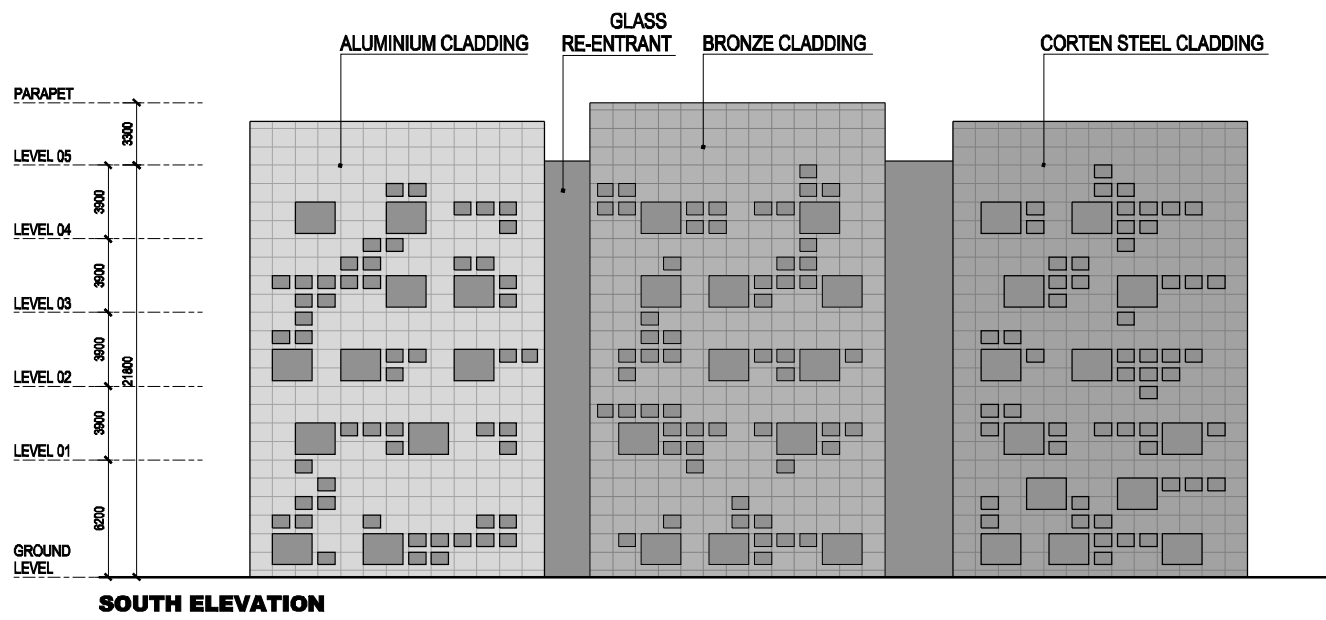 GLASS
ALUMINIUM CLADDING
RE-ENTRANT
BRONZE CLADDING
CORTEN STEEL CLADDING
PARAPET
3300
LEVEL 05
3900
LEVEL 04
3900
LEVEL 03
3900
21800
LEVEL 02
3900
LEVEL 01
6200
GROUND
LEVEL
SOUTH ELEVATION